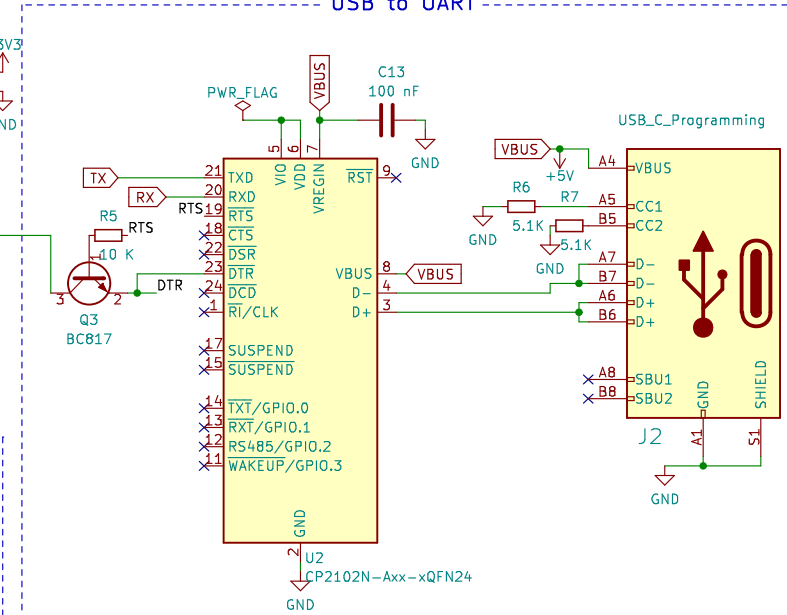 USB to UART
3V3
ND
PWR_FLAG
VBUS
C13
100 nF
GND
5
6
7
VIO
VDD
VREGIN
TX
21
TXD
RX
20
RXD
RTS
19
RTS
18
CTS
22
DSR
23
DTR
24
DCD
1
RI/CLK
17
SUSPEND
15
SUSPEND
14
TXT/GPIO.0
13
RXT/GPIO.1
12
RS485/GPIO.2
11
WAKEUP/GPIO.3
9
RST
8
VBUS
VBUS
4
D-
3
D+
GND
2
U2
CP2102N-Axx-xQFN24
GND
R5
RTS
10 K
1
3
2
DTR
Q3
BC817
USB_C_Programming
VBUS
+5V
A4
VBUS
R6
5.1K
GND
A5
CC1
R7
5.1K
GND
B5
CC2
A7
D-
B7
D-
A6
D+
B6
D+
A8
SBU1
B8
SBU2
GND
SHIELD
J2
A1
S1
GND